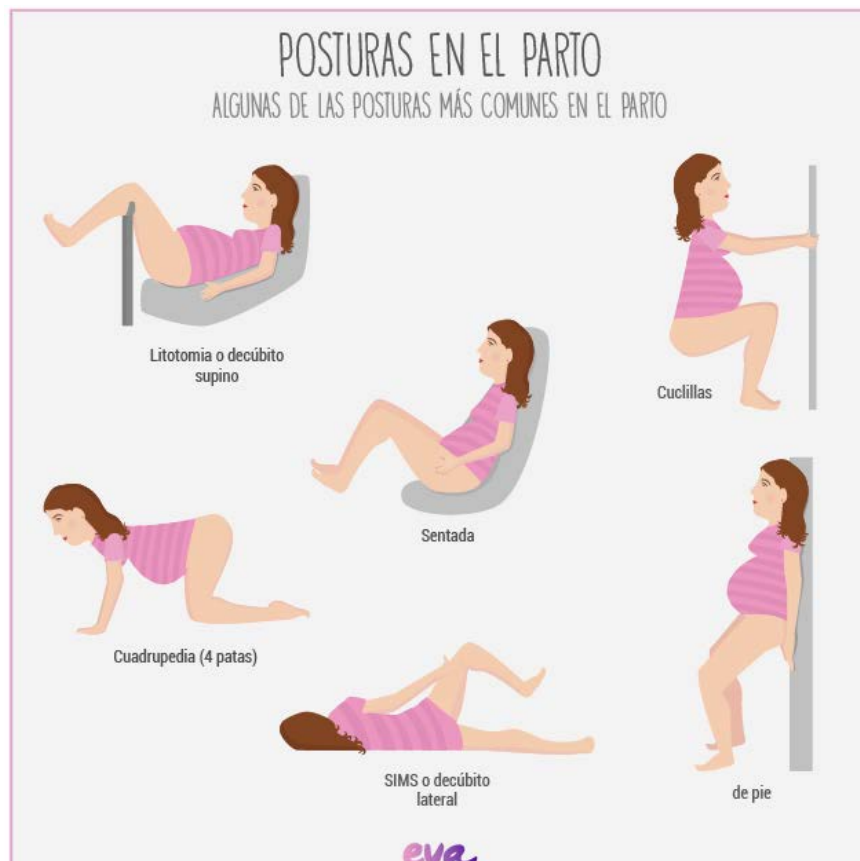 POSTURAS EN EL PARTO
ALGUNAS DE LAS POSTURAS MÁS COMUNES EN EL PARTO
Litotomia o decúbito
supino
Cuclillas
Sentada
Cuadrupedia (4 patas)
SIMS o decúbito
lateral
de pie
eva